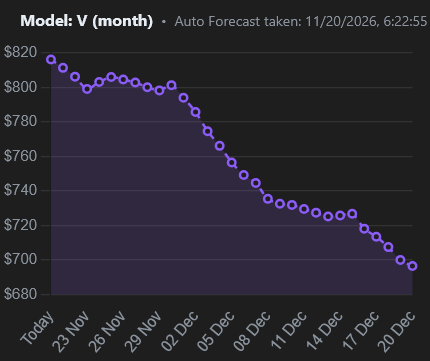 Model: V (month) • Auto Forecast taken: 11/20/2026, 6:22:55
$820
$800
$780
$760
$740
$720
$700
$680
Today
23 Nov
26 Nov
29 Nov
02 Dec
05 Dec
08 Dec
11 Dec
14 Dec
17 Dec
20 Dec